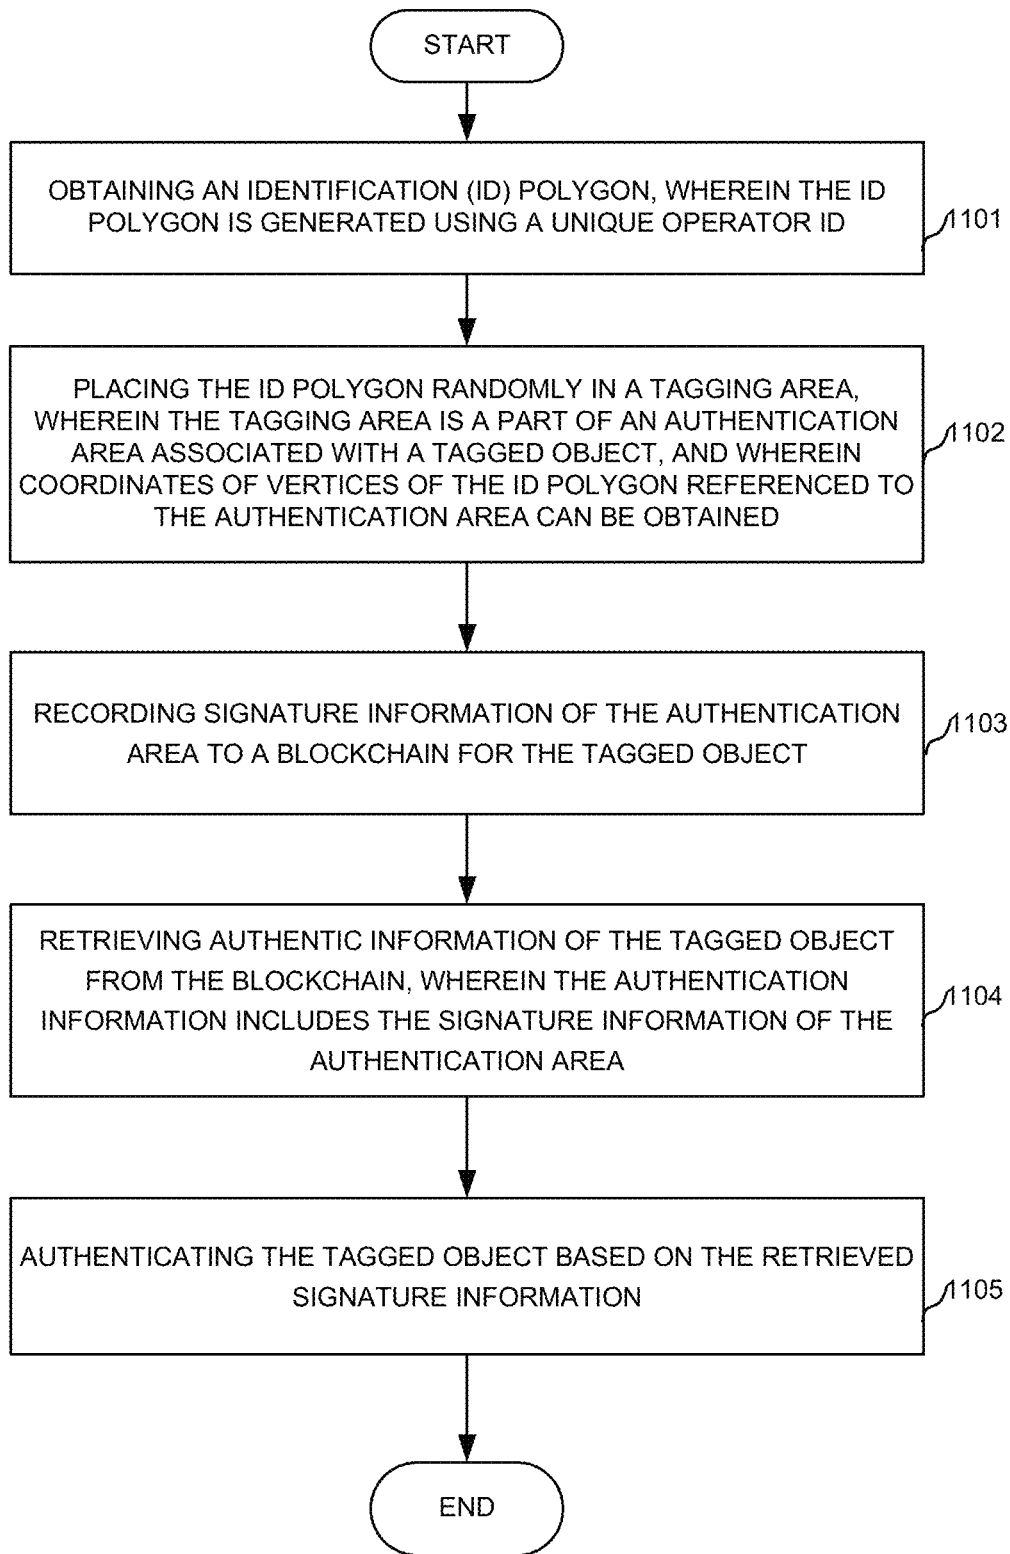 START
OBTAINING AN IDENTIFICATION (ID) POLYGON, WHEREIN THE ID
POLYGON IS GENERATED USING A UNIQUE OPERATOR ID
1101
PLACING THE ID POLYGON RANDOMLY IN A TAGGING AREA,
WHEREIN THE TAGGING AREA IS A PART OF AN AUTHENTICATION
AREA ASSOCIATED WITH A TAGGED OBJECT, AND WHEREIN
COORDINATES OF VERTICES OF THE ID POLYGON REFERENCED TO
THE AUTHENTICATION AREA CAN BE OBTAINED
1102
RECORDING SIGNATURE INFORMATION OF THE AUTHENTICATION
AREA TO A BLOCKCHAIN FOR THE TAGGED OBJECT
1103
RETRIEVING AUTHENTIC INFORMATION OF THE TAGGED OBJECT
FROM THE BLOCKCHAIN, WHEREIN THE AUTHENTICATION
INFORMATION INCLUDES THE SIGNATURE INFORMATION OF THE
AUTHENTICATION AREA
1104
AUTHENTICATING THE TAGGED OBJECT BASED ON THE RETRIEVED
SIGNATURE INFORMATION
1105
END